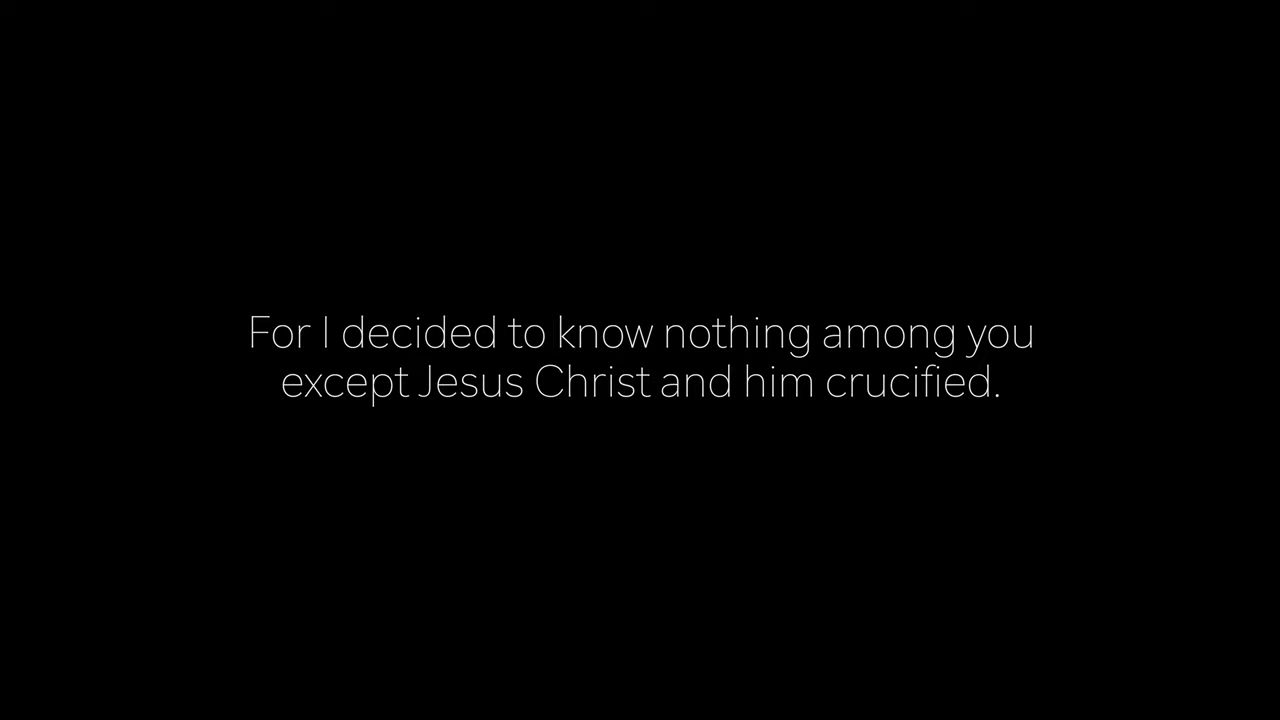 For I decided to know nothing among you
except Jesus Christ and him crucified.